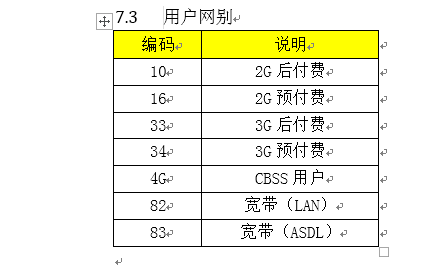 7.3 用户网别
编码 说明
10 2G 后付费
16 2G 预付费
33 3G 后付费
34 3G 预付费
4G CBSS 用户
82 宽带（LAN）
83 宽带（ASDL）